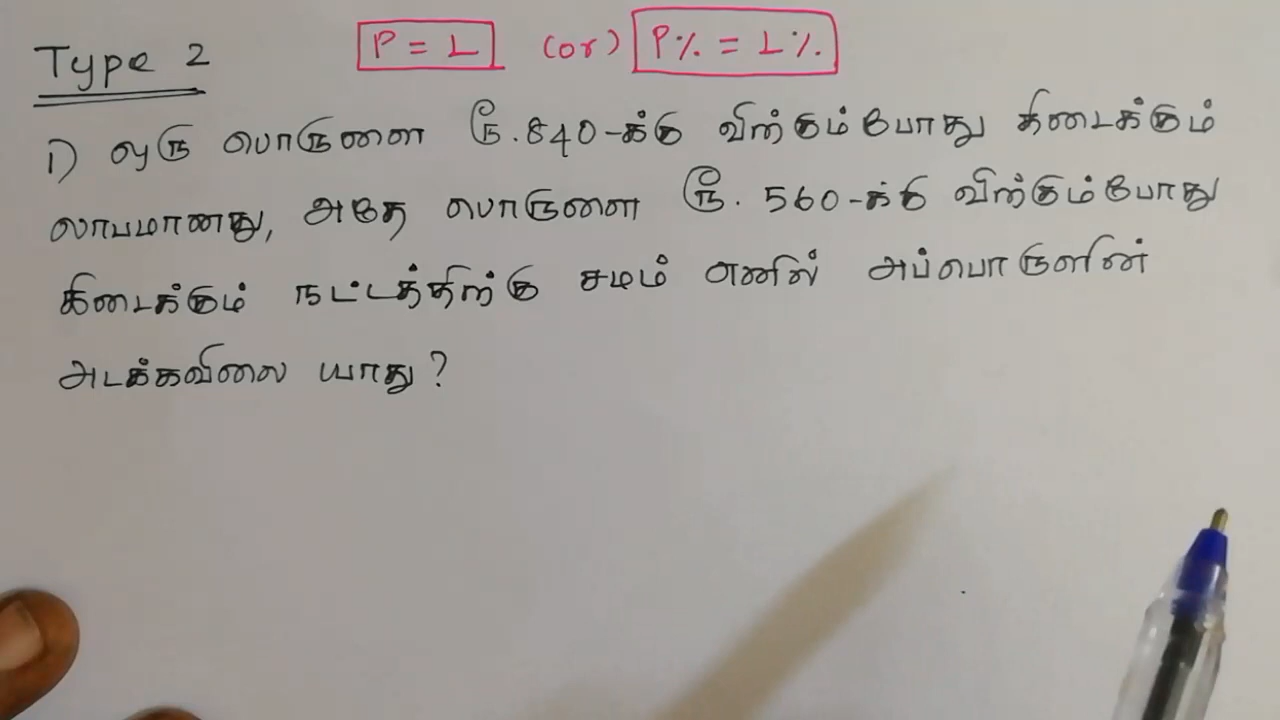 Type 2 P = L (or) P% = L%
1) ஒரு பொருளை ரூ.840-க்கு விற்கும்போது கிடைக்கும்
லாபமானது, அதே பொருளை ரூ. 560-க்கு விற்கும்போது
கிடைக்கும் நட்டத்திற்கு சமம் எனில் அப்பொருளின்
அடக்கவிலை யாது?